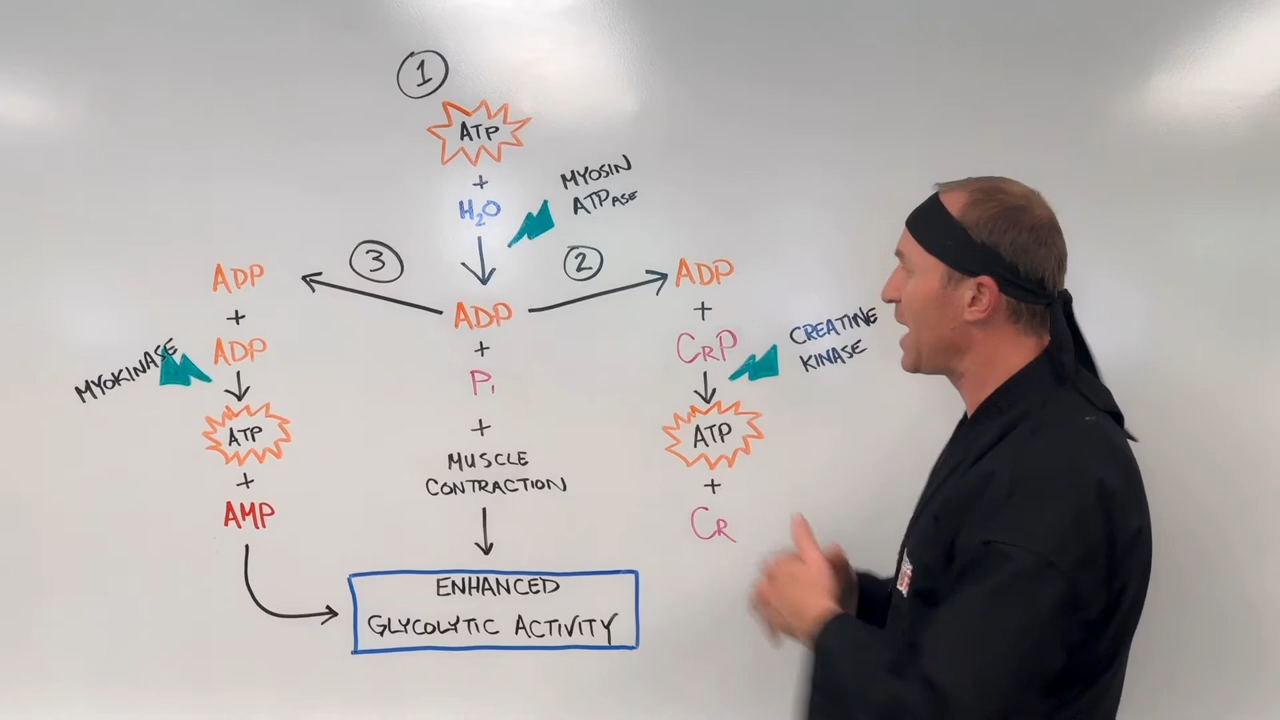 1
ATP
+
H₂O
MYOSIN
ATPASE
3
2
ADP
+
ADP
MYOKINASE
ATP
+
AMP
ADP
+
Pi
+
MUSCLE
CONTRACTION
ADP
+
CRP
CREATINE
KINASE
ATP
+
CR
ENHANCED
GLYCOLYTIC ACTIVITY